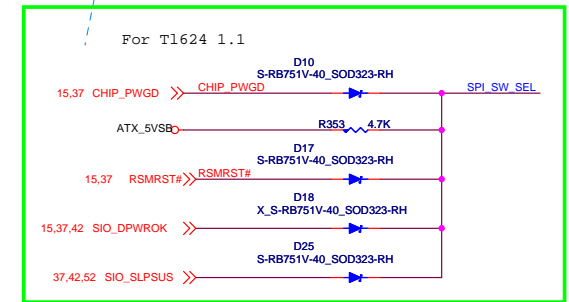 For T1624 1.1
D10
S-RB751V-40_SOD323-RH
15,37 CHIP_PWGD CHIP_PWGD SPI_SW_SEL
ATX_5VSB R353 4.7K
D17
S-RB751V-40_SOD323-RH
15,37 RSMRST# RSMRST#
D18
X_S-RB751V-40_SOD323-RH
15,37,42 SIO_DPWROK
D25
S-RB751V-40_SOD323-RH
37,42,52 SIO_SLPSUS